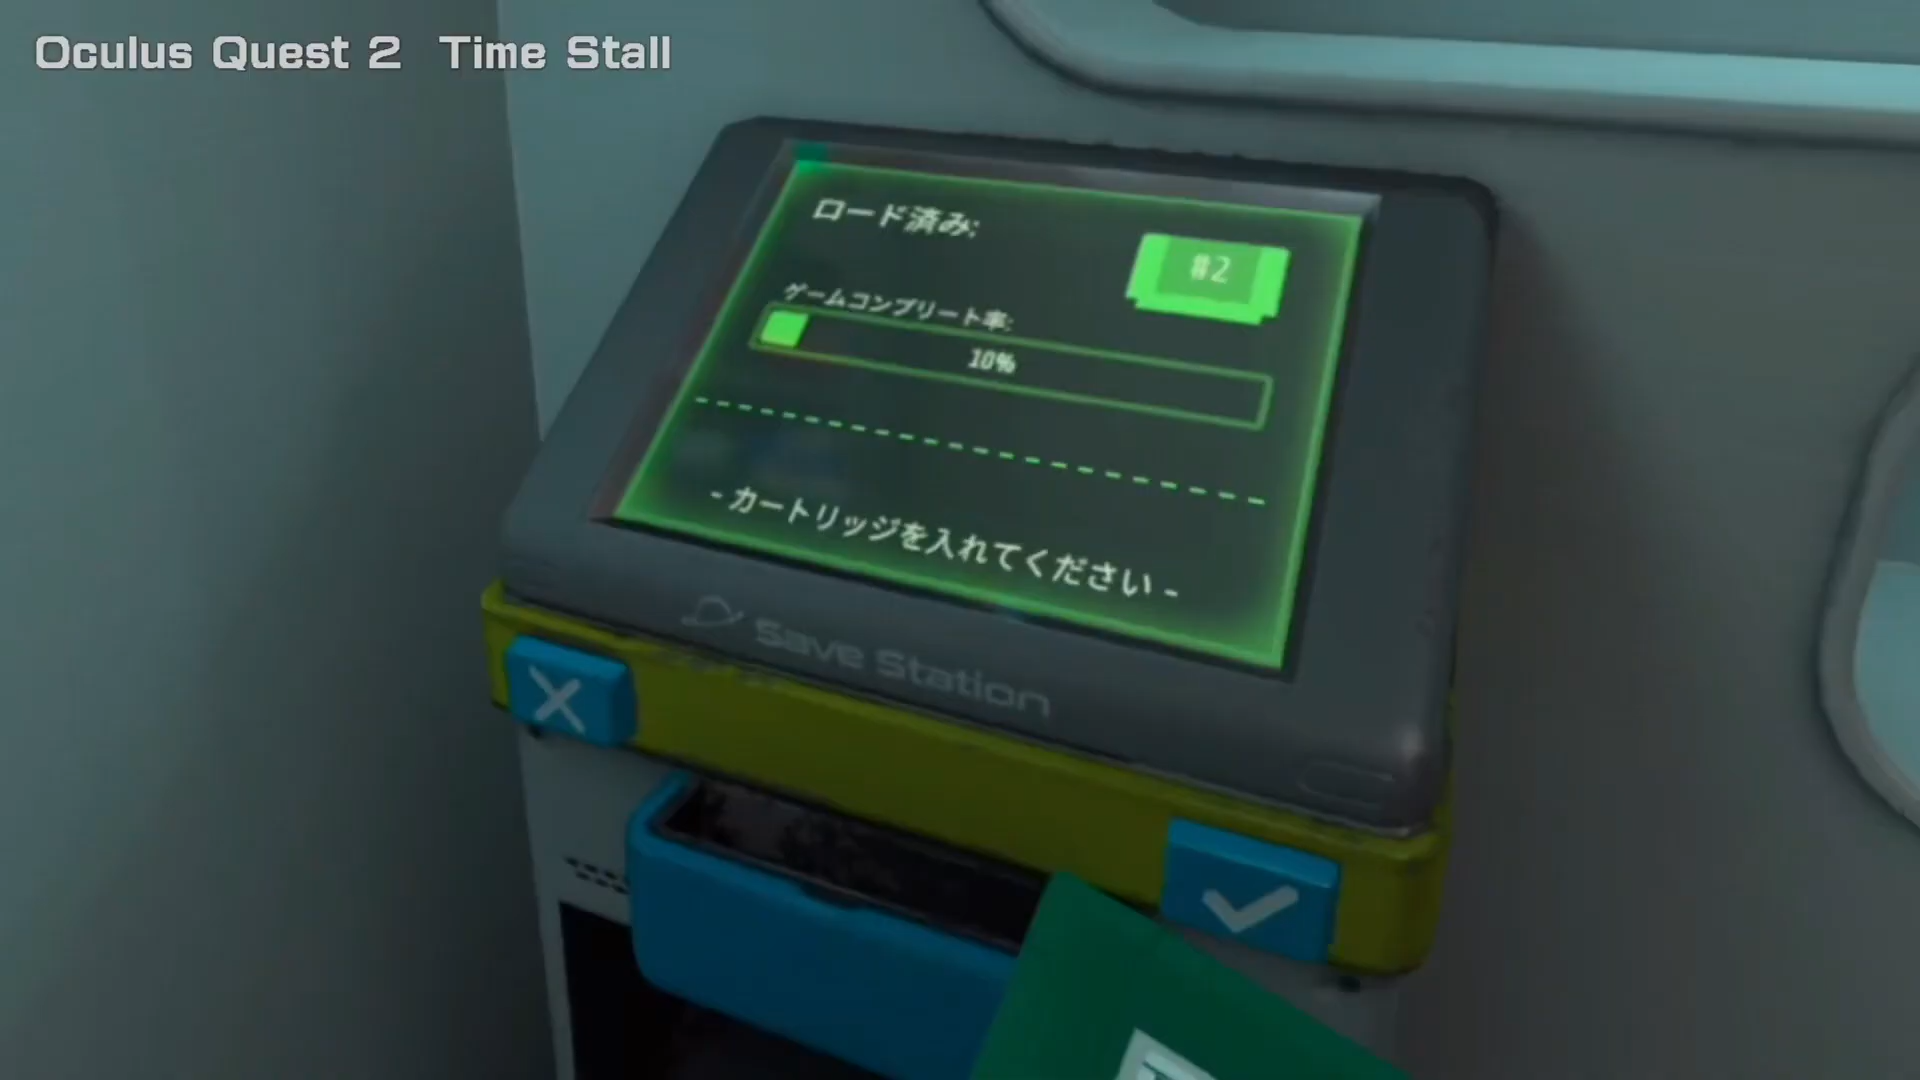 Oculus Quest 2 Time Stall
ロード済み:
#2
ゲームコンプリート率:
10%
- カートリッジを入れてください -
Save Station